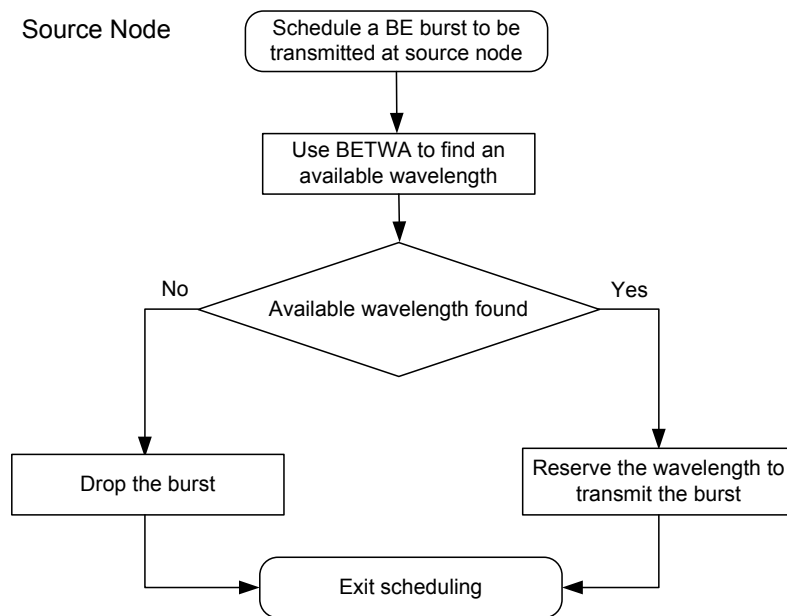 Source Node
Schedule a BE burst to be
transmitted at source node
Use BETWA to find an
available wavelength
No
Yes
Available wavelength found
Drop the burst
Reserve the wavelength to
transmit the burst
Exit scheduling